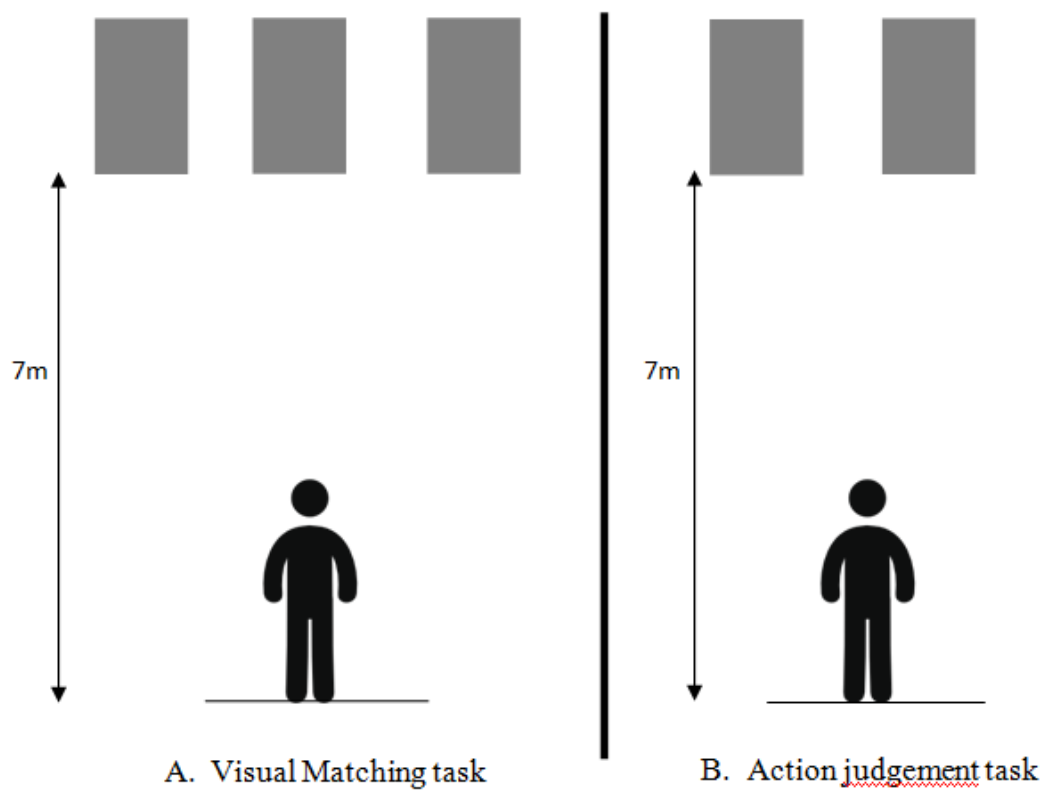 7m
7m
A. Visual Matching task
B. Action judgement task